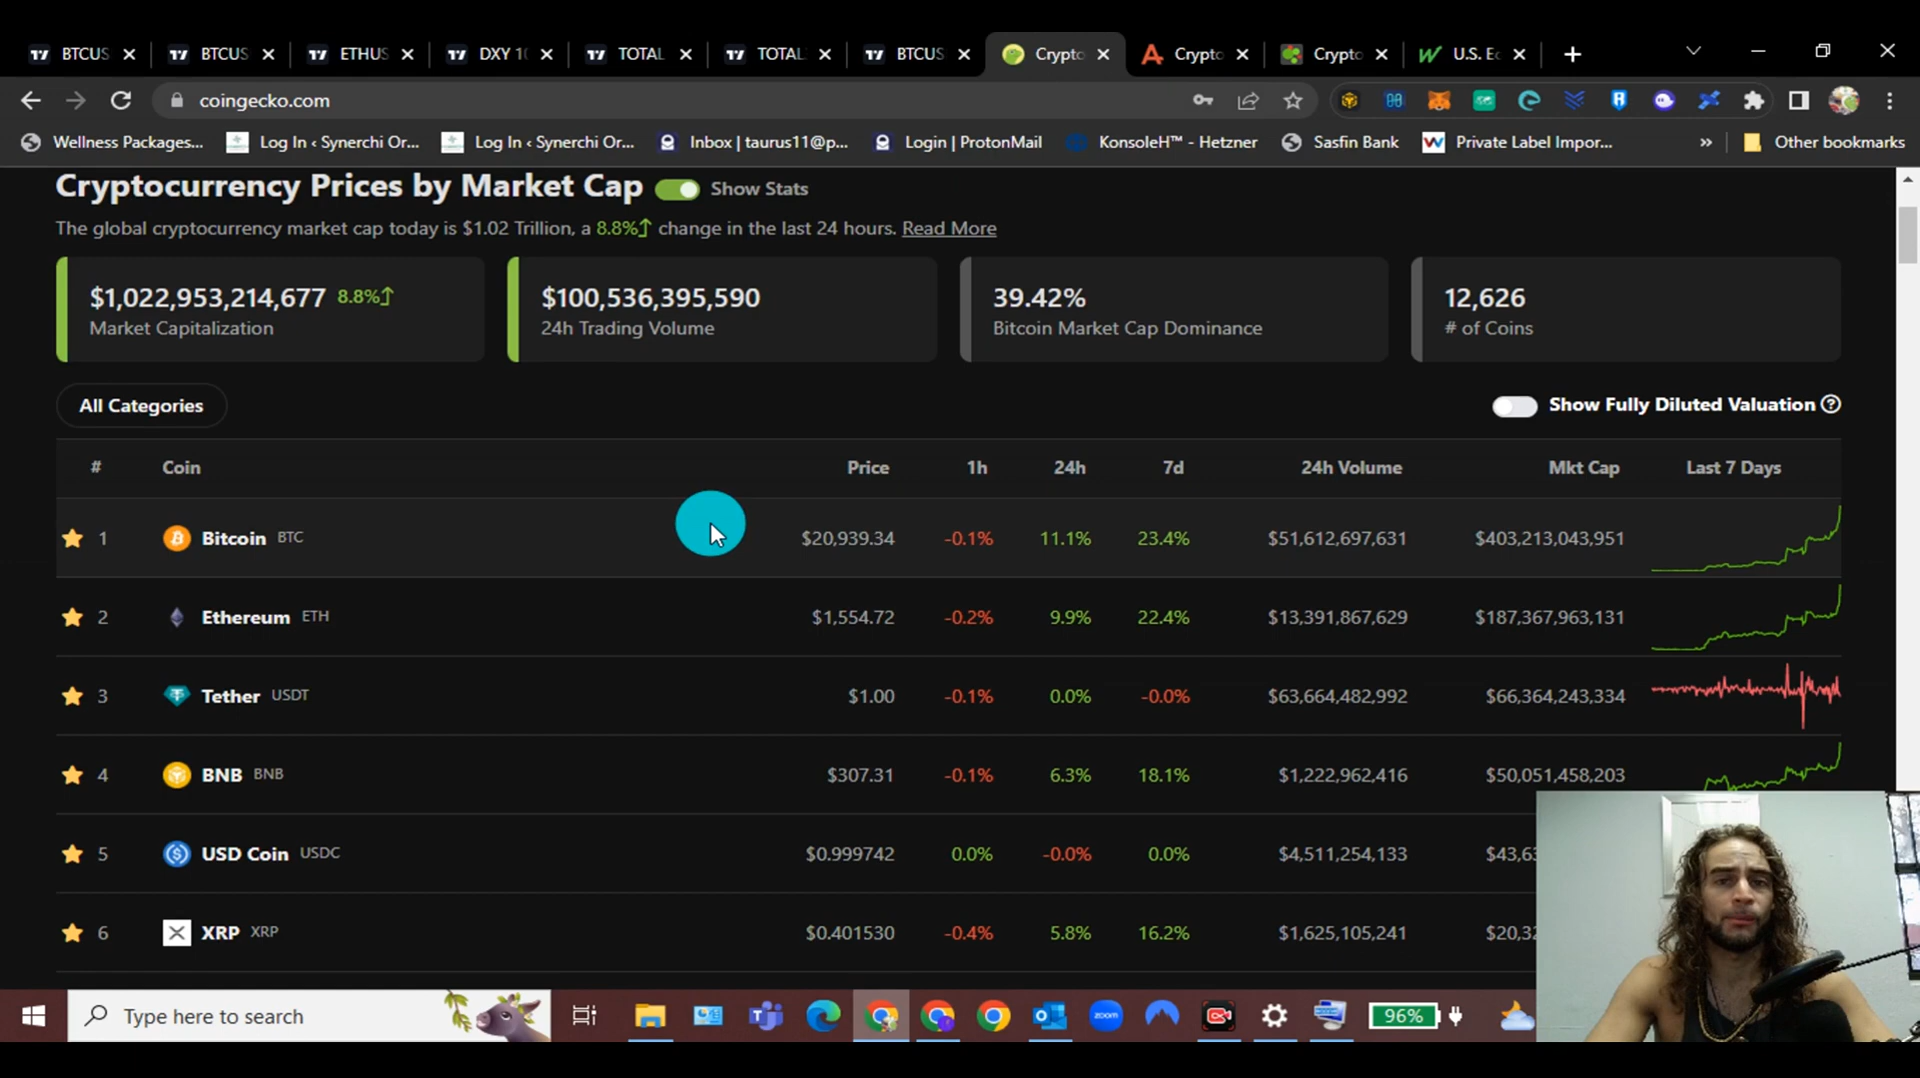 BTCUS
BTCUS
ETHUS
DXY 10
TOTAL
TOTAL
BTCUS
Crypto
Crypto
Crypto
U.S. Ec
coingecko.com
Wellness Packages...
Log In ‹ Synerchi Or...
Log In ‹ Synerchi Or...
Inbox | taurus11@p...
Login | ProtonMail
KonsoleH™ - Hetzner
Sasfin Bank
Private Label Impor...
»
Other bookmarks
Cryptocurrency Prices by Market Cap Show Stats
The global cryptocurrency market cap today is $1.02 Trillion, a 8.8% change in the last 24 hours. Read More
$1,022,953,214,677 8.8%
Market Capitalization
$100,536,395,590
24h Trading Volume
39.42%
Bitcoin Market Cap Dominance
12,626
# of Coins
All Categories
Show Fully Diluted Valuation
# Coin Price 1h 24h 7d 24h Volume Mkt Cap Last 7 Days
1 Bitcoin BTC $20,939.34 -0.1% 11.1% 23.4% $51,612,697,631 $403,213,043,951
2 Ethereum ETH $1,554.72 -0.2% 9.9% 22.4% $13,391,867,629 $187,367,963,131
3 Tether USDT $1.00 -0.1% 0.0% -0.0% $63,664,482,992 $66,364,243,334
4 BNB BNB $307.31 -0.1% 6.3% 18.1% $1,222,962,416 $50,051,458,203
5 USD Coin USDC $0.999742 0.0% -0.0% 0.0% $4,511,254,133 $43,63
6 XRP XRP $0.401530 -0.4% 5.8% 16.2% $1,625,105,241 $20,32
Type here to search
zoom
96%